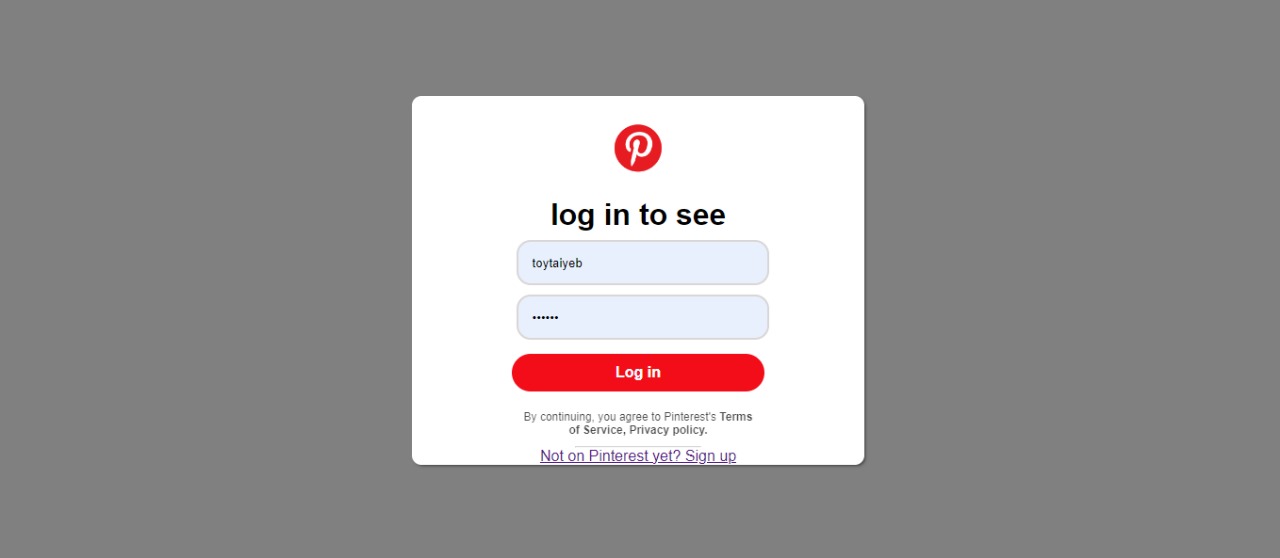 log in to see
toytaiyeb
••••••
Log in
By continuing, you agree to Pinterest's Terms
of Service, Privacy policy.
Not on Pinterest yet? Sign up